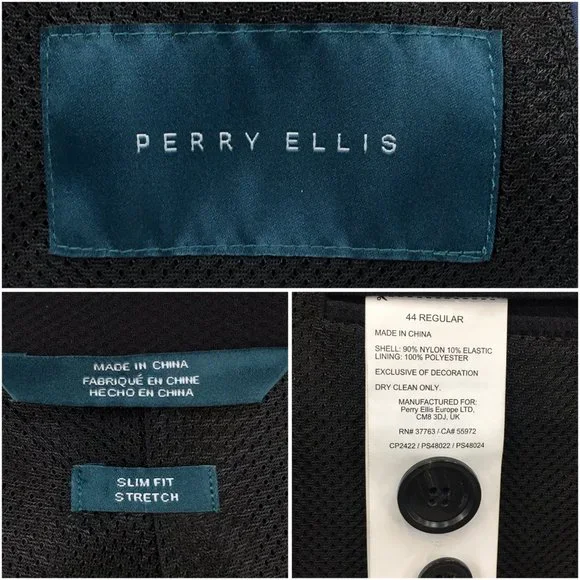 PERRY ELLIS
MADE IN CHINA
FABRIQUÉ EN CHINE
HECHO EN CHINA
SLIM FIT
STRETCH
44 REGULAR
MADE IN CHINA
SHELL: 90% NYLON 10% ELASTIC
LINING: 100% POLYESTER
EXCLUSIVE OF DECORATION
DRY CLEAN ONLY.
MANUFACTURED FOR:
Perry Ellis Europe LTD,
CM8 3DJ, UK
RN# 37763 / CA# 55972
CP2422 / PS48022 / PS48024